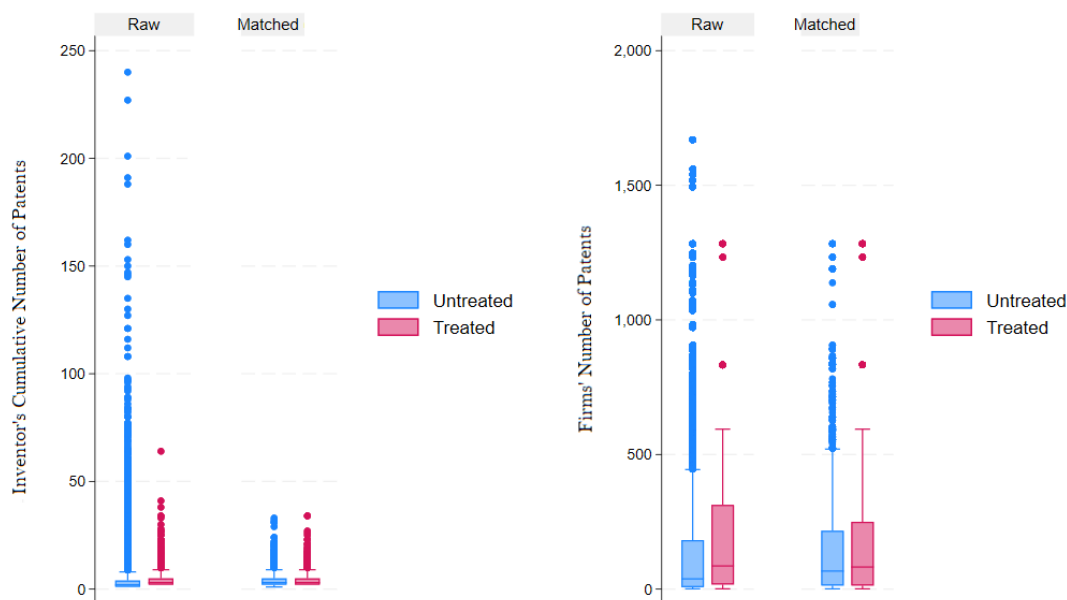 Raw
Matched
250
200
150
100
50
0
Inventor's Cumulative Number of Patents
Untreated
Treated
Raw
Matched
2,000
1,500
1,000
500
0
Firms' Number of Patents
Untreated
Treated